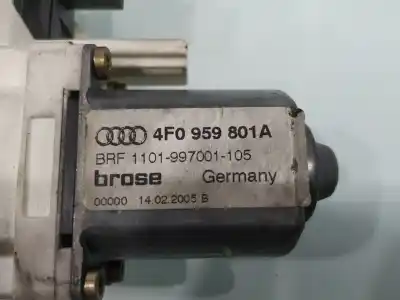 4F0 959 801A
BRF 1101-997001-105
brose Germany
00000 14.02.2005 B